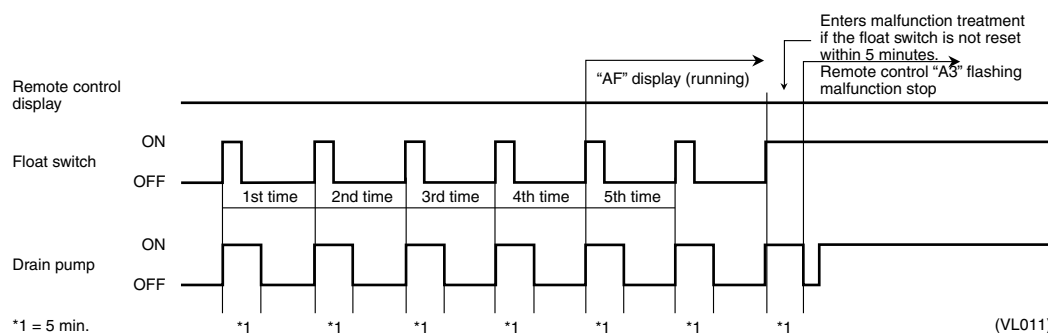 Enters malfunction treatment
if the float switch is not reset
within 5 minutes.
"AF" display (running)
Remote control "A3" flashing
malfunction stop
Remote control
display
ON
Float switch
OFF
1st time
2nd time
3rd time
4th time
5th time
ON
Drain pump
OFF
*1 = 5 min.
*1
*1
*1
*1
*1
*1
*1
(VL011)